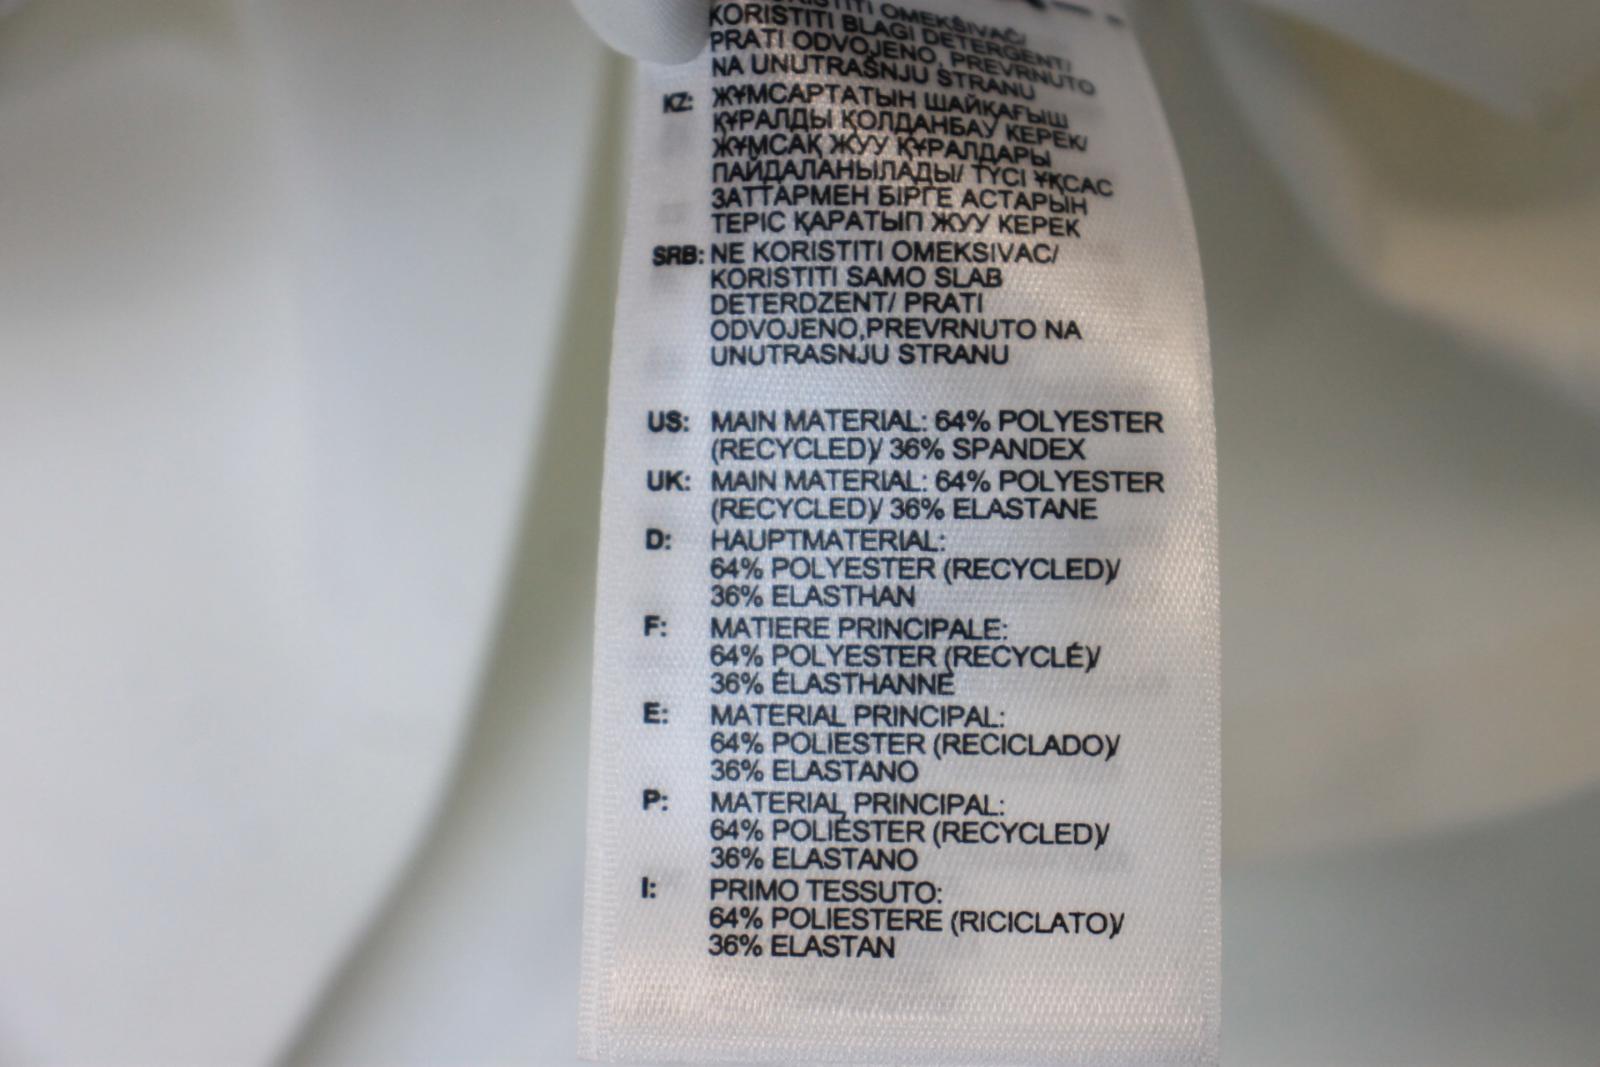 KORISTITI OMEKŠIVAČ/
KORISTITI BLAGI DETERGENT/
PRATI ODVOJENO, PREVRNUTO
NA UNUTRAŠNJU STRANU
KZ: ЖҰМСАРТАТЫН ШАЙҚАҒЫШ
ҚҰРАЛДЫ ҚОЛДАНБАУ КЕРЕК/
ЖҰМСАҚ ЖУУ ҚҰРАЛДАРЫ
ПАЙДАЛАНЫЛАДЫ/ ТҮСІ ҰҚСАС
ЗАТТАРМЕН БІРГЕ АСТАРЫН
ТЕРІС ҚАРАТЫП ЖУУ КЕРЕК
SRB: NE KORISTITI OMEKSIVAC/
KORISTITI SAMO SLAB
DETERDZENT/ PRATI
ODVOJENO,PREVRNUTO NA
UNUTRASNJU STRANU
US: MAIN MATERIAL: 64% POLYESTER
(RECYCLED)/ 36% SPANDEX
UK: MAIN MATERIAL: 64% POLYESTER
(RECYCLED)/ 36% ELASTANE
D: HAUPTMATERIAL:
64% POLYESTER (RECYCLED)/
36% ELASTHAN
F: MATIERE PRINCIPALE:
64% POLYESTER (RECYCLÉ)/
36% ÉLASTHANNE
E: MATERIAL PRINCIPAL:
64% POLIESTER (RECICLADO)/
36% ELASTANO
P: MATERIAL PRINCIPAL:
64% POLIÉSTER (RECYCLED)/
36% ELASTANO
I: PRIMO TESSUTO:
64% POLIESTERE (RICICLATO)/
36% ELASTAN